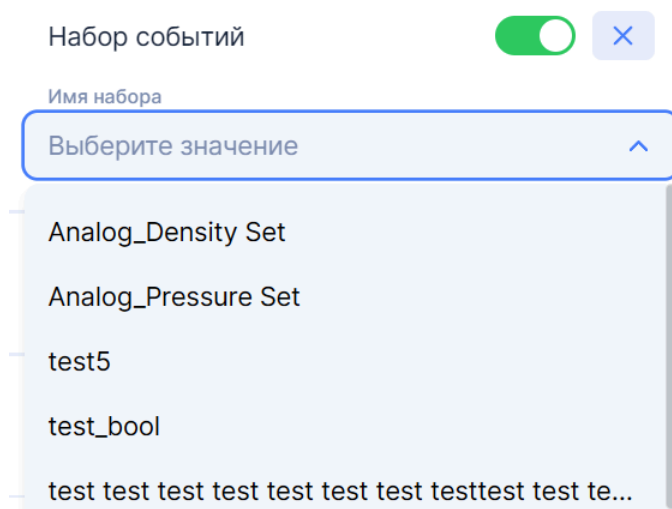 Набор событий
Имя набора
Выберите значение
Analog_Density Set
Analog_Pressure Set
test5
test_bool
test test test test test test test testtest test te...